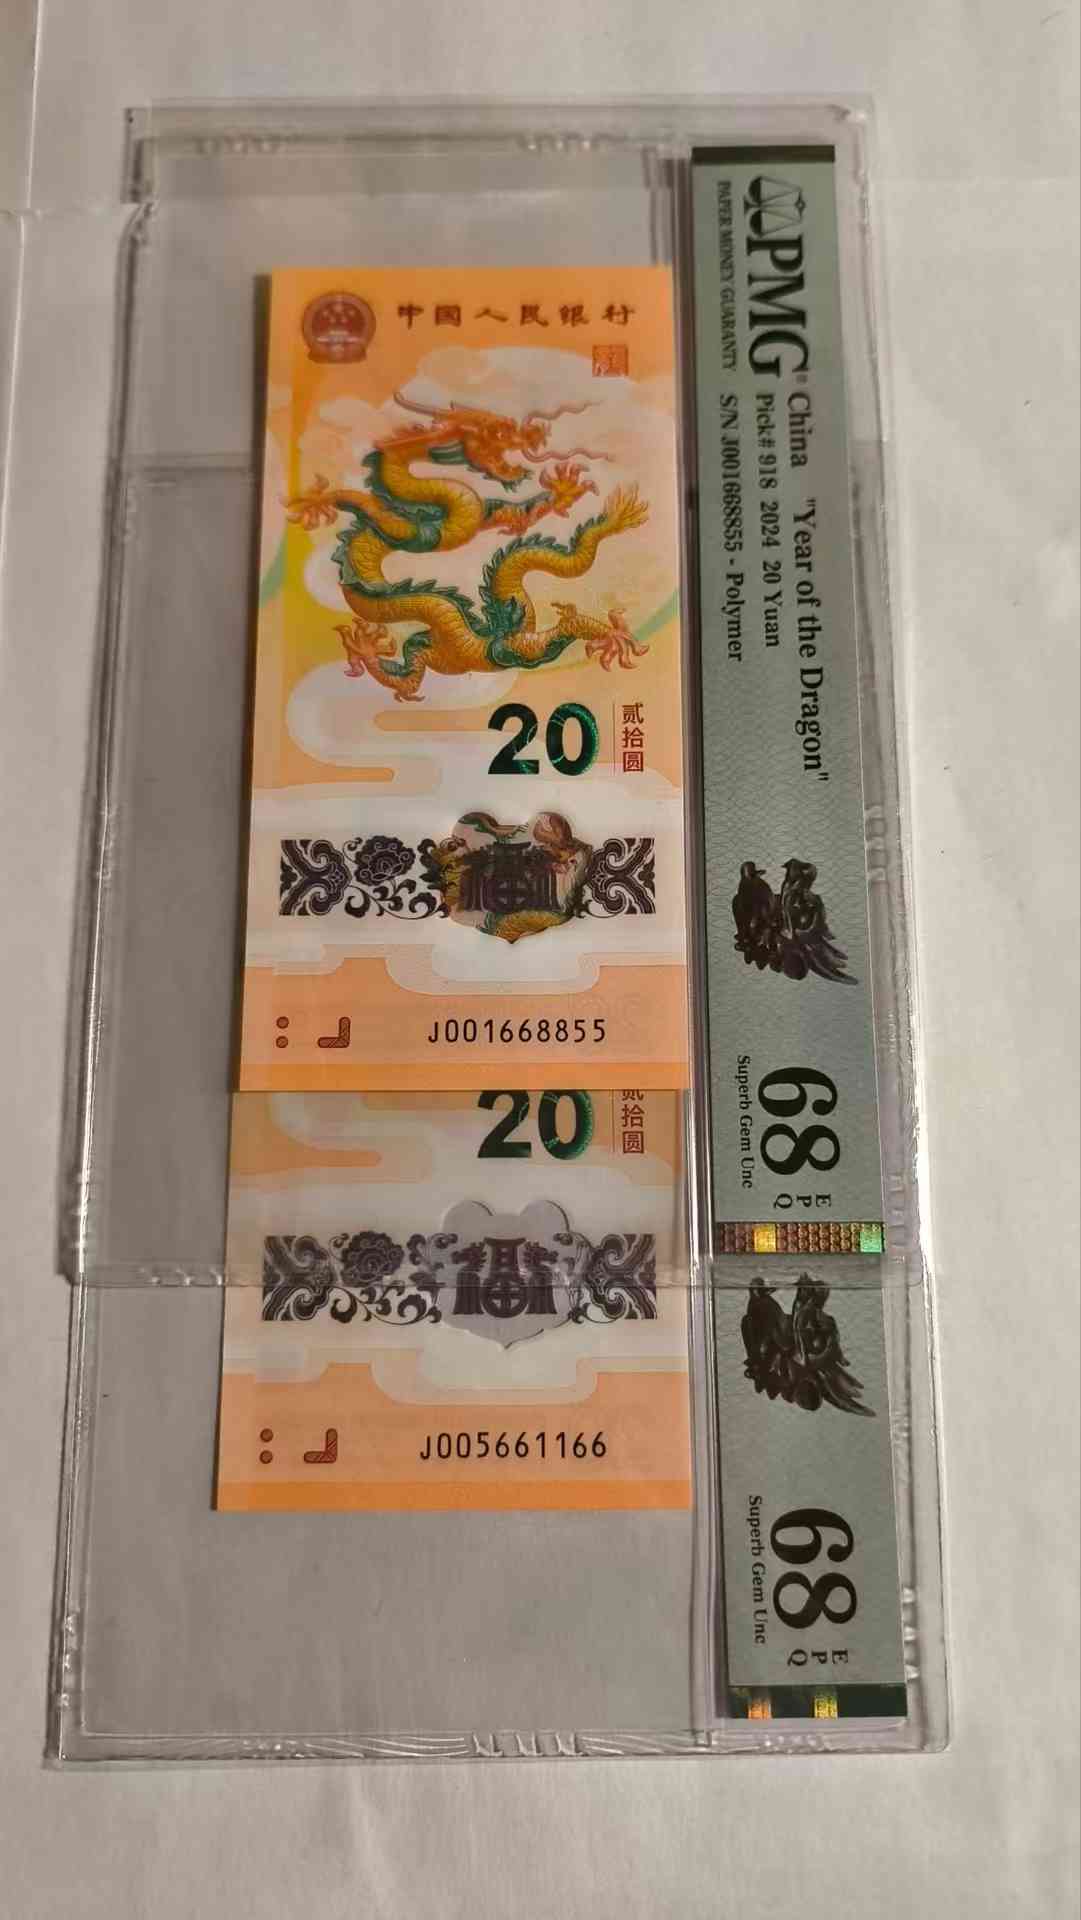 中国人民银行
20
贰拾圆
福
J001668855
20
贰拾圆
福
J005661166
PMG®
PAPER MONEY GUARANTY
China "Year of the Dragon"
Pick# 918 2024 20 Yuan
S/N J001668855 - Polymer
68 EPQ
Superb Gem Unc
68 EPQ
Superb Gem Unc